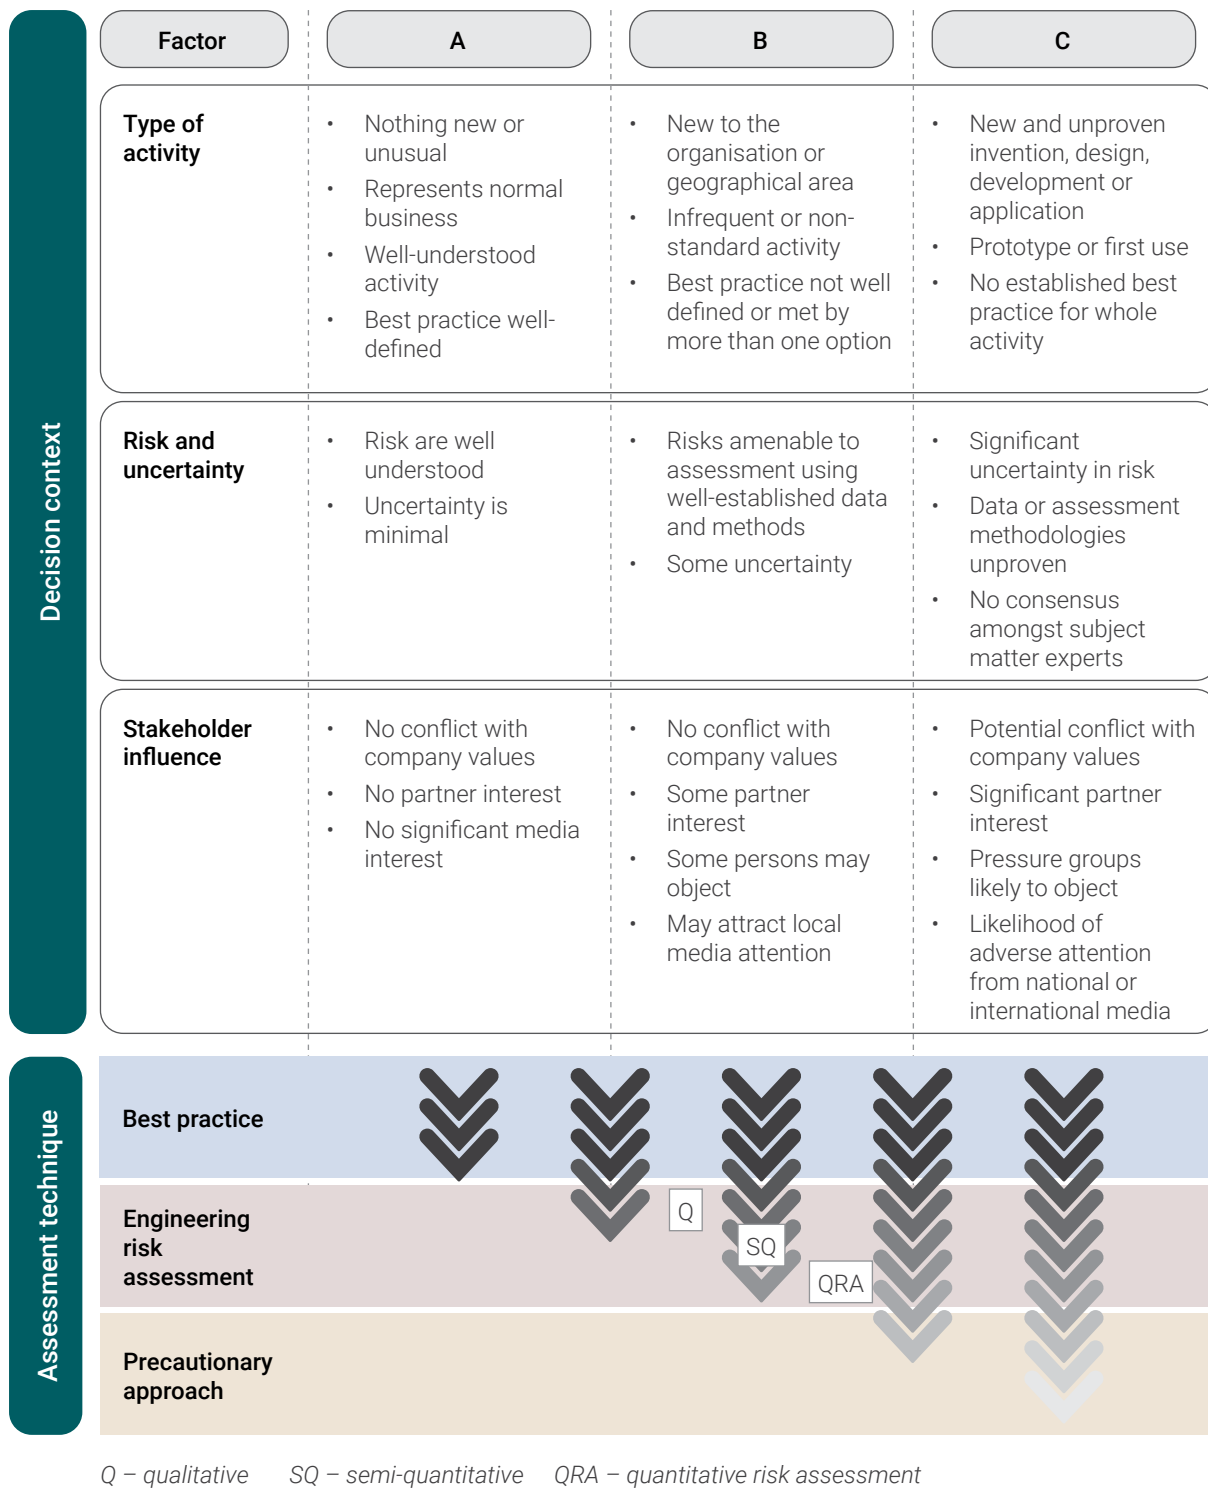 Factor
A
B
C
Decision context
Type of
activity
• Nothing new or
unusual
• Represents normal
business
• Well-understood
activity
• Best practice well-
defined
• New to the
organisation or
geographical area
• Infrequent or non-
standard activity
• Best practice not well
defined or met by
more than one option
• New and unproven
invention, design,
development or
application
• Prototype or first use
• No established best
practice for whole
activity
Risk and
uncertainty
• Risk are well
understood
• Uncertainty is
minimal
• Risks amenable to
assessment using
well-established data
and methods
• Some uncertainty
• Significant
uncertainty in risk
• Data or assessment
methodologies
unproven
• No consensus
amongst subject
matter experts
Stakeholder
influence
• No conflict with
company values
• No partner interest
• No significant media
interest
• No conflict with
company values
• Some partner
interest
• Some persons may
object
• May attract local
media attention
• Potential conflict with
company values
• Significant partner
interest
• Pressure groups
likely to object
• Likelihood of
adverse attention
from national or
international media
Assessment technique
Best practice
Engineering
risk
assessment
Q
SQ
QRA
Precautionary
approach
Q – qualitative SQ – semi-quantitative QRA – quantitative risk assessment